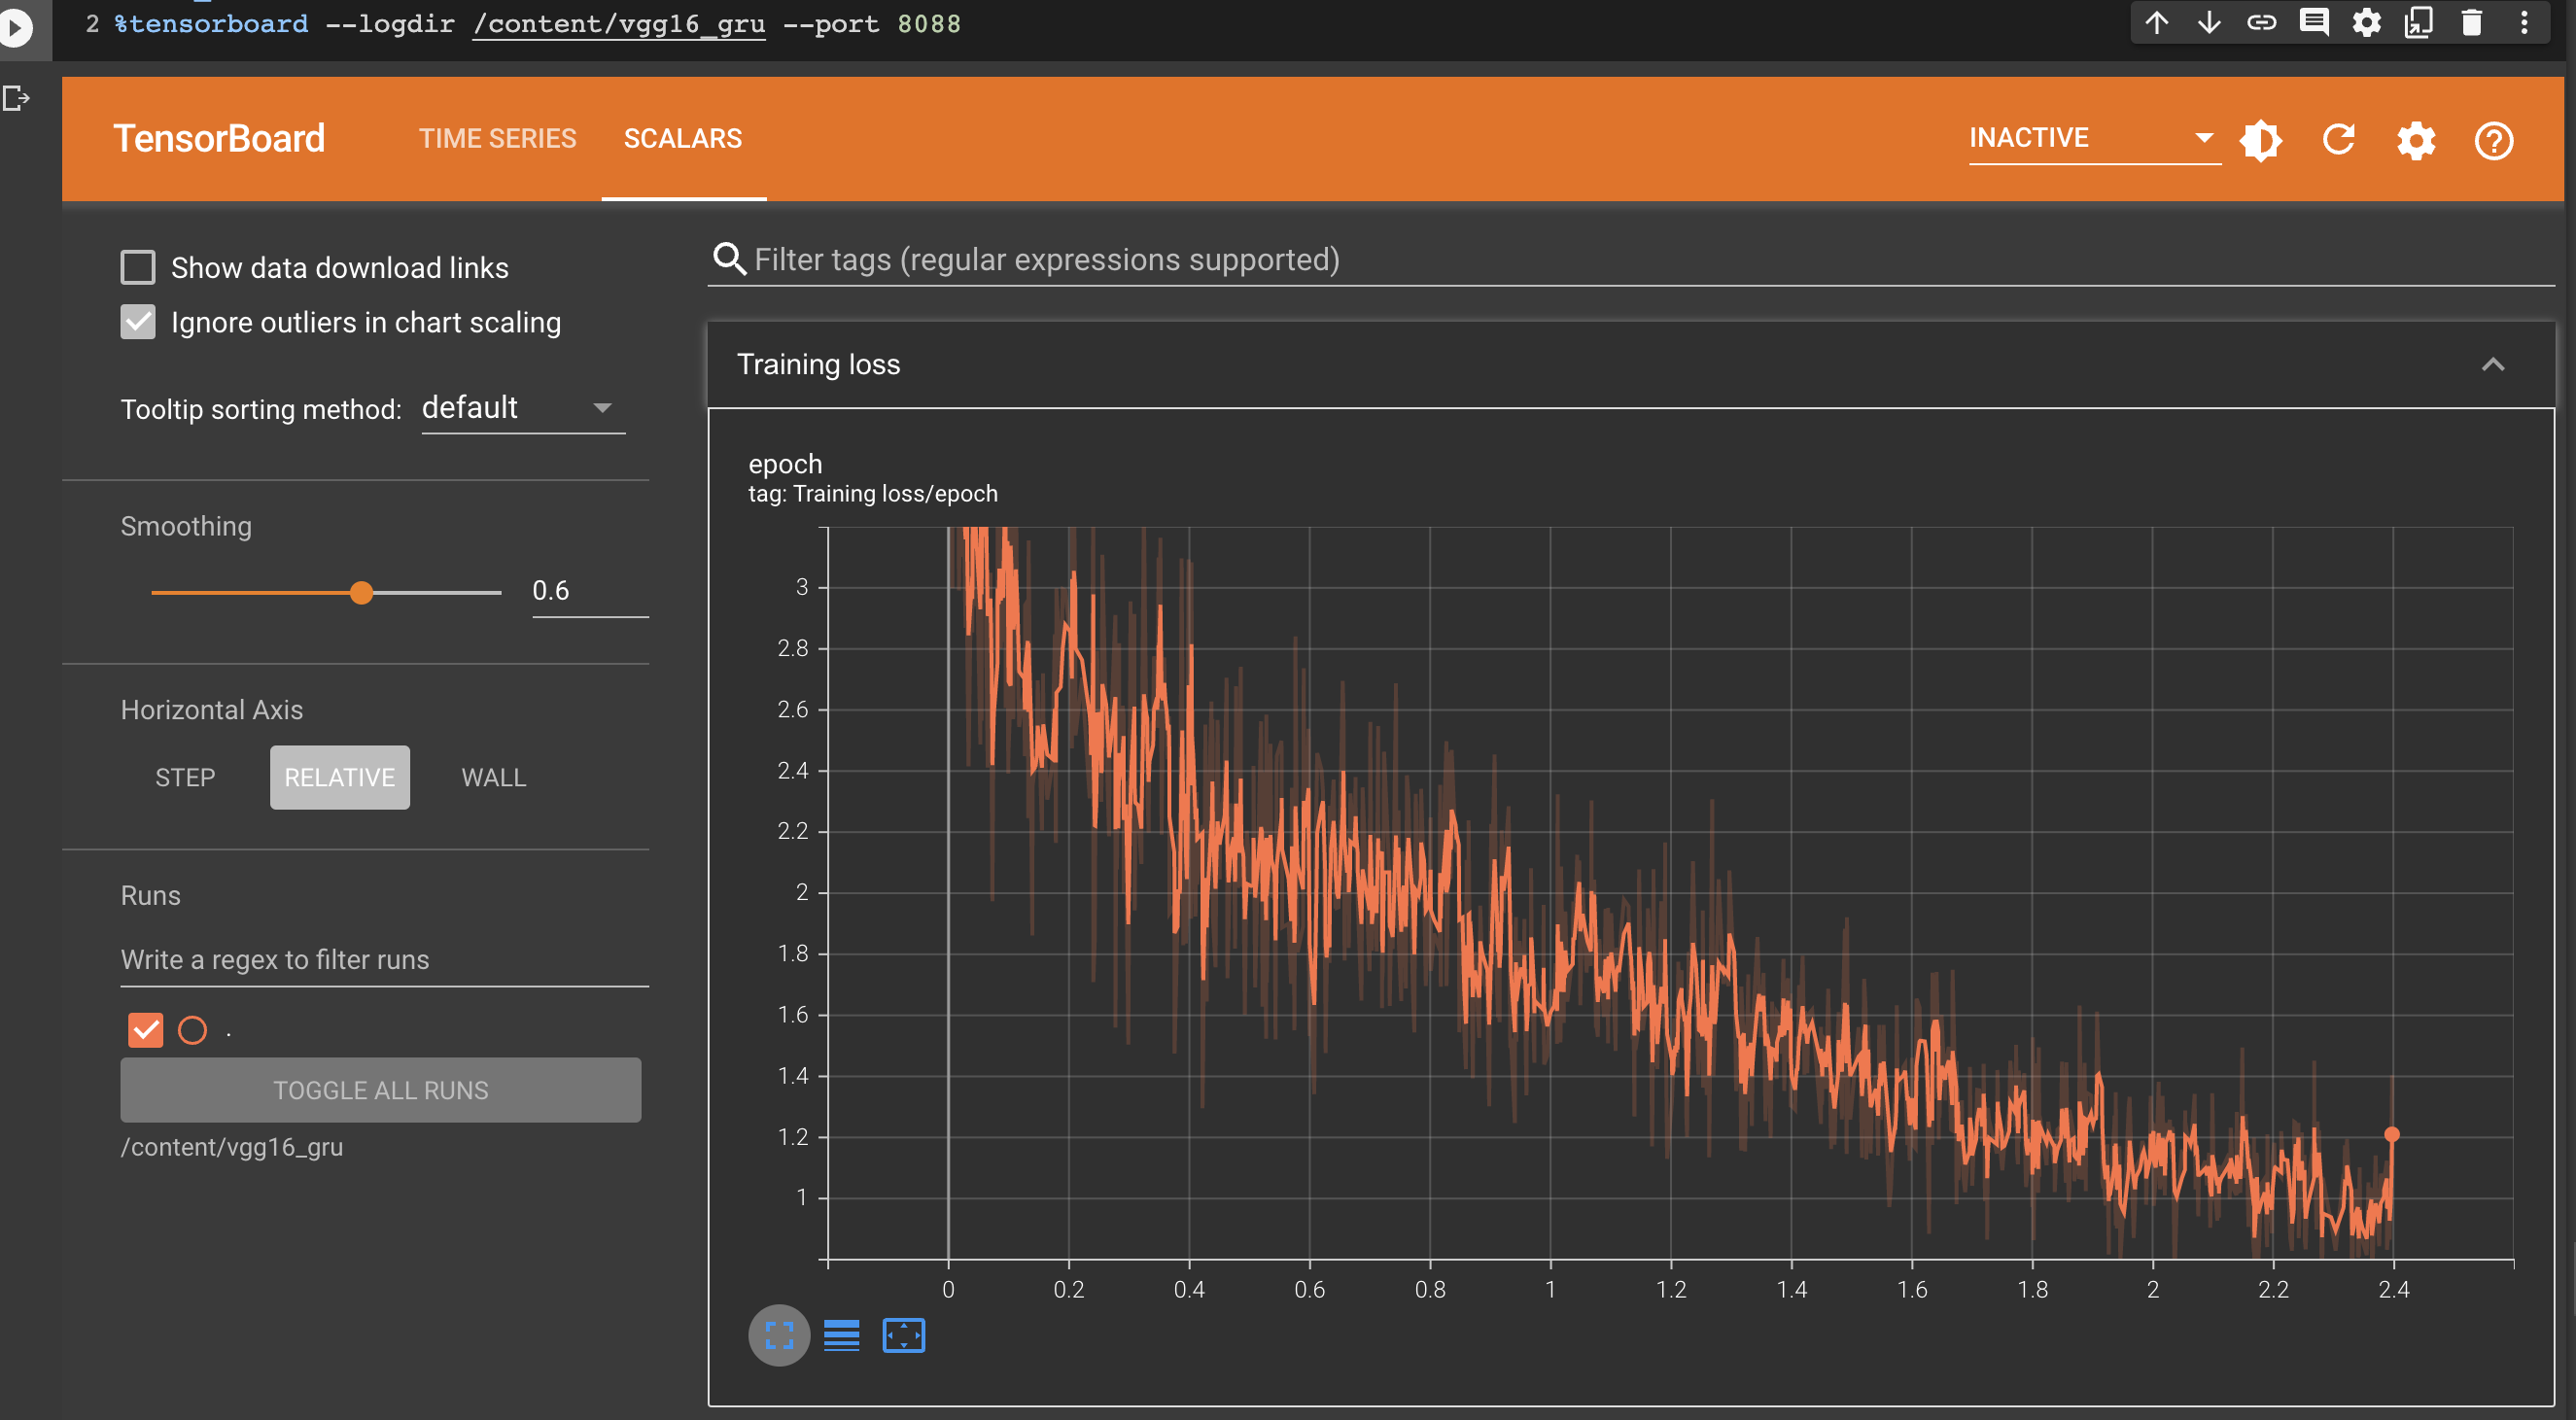 2 %tensorboard --logdir /content/vgg16_gru --port 8088
TensorBoard
TIME SERIES
SCALARS
INACTIVE
Show data download links
Ignore outliers in chart scaling
Tooltip sorting method: default
Smoothing
0.6
Horizontal Axis
STEP
RELATIVE
WALL
Runs
Write a regex to filter runs
.
TOGGLE ALL RUNS
/content/vgg16_gru
Filter tags (regular expressions supported)
Training loss
epoch
tag: Training loss/epoch
3
2.8
2.6
2.4
2.2
2
1.8
1.6
1.4
1.2
1
0 0.2 0.4 0.6 0.8 1 1.2 1.4 1.6 1.8 2 2.2 2.4